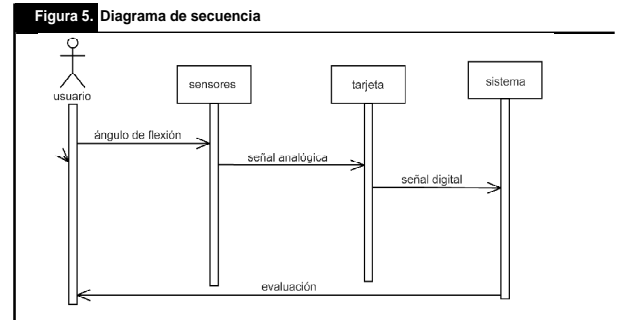 Figura 5. Diagrama de secuencia
usuario
sensores
tarjeta
sistema
ángulo de flexión
señal analógica
señal digital
evaluación